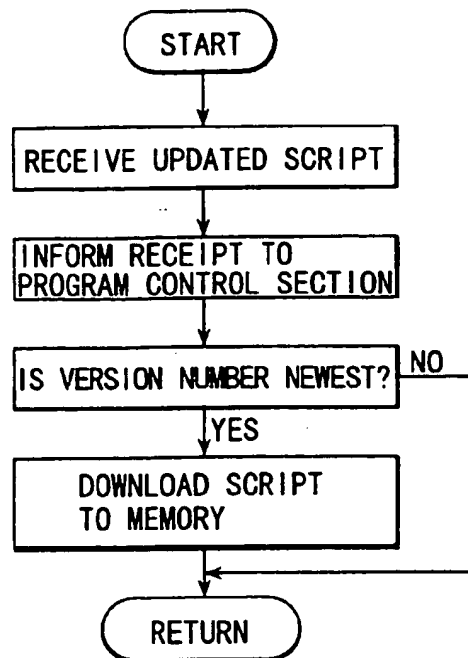 START
RECEIVE UPDATED SCRIPT
INFORM RECEIPT TO
PROGRAM CONTROL SECTION
IS VERSION NUMBER NEWEST?
NO
YES
DOWNLOAD SCRIPT
TO MEMORY
RETURN